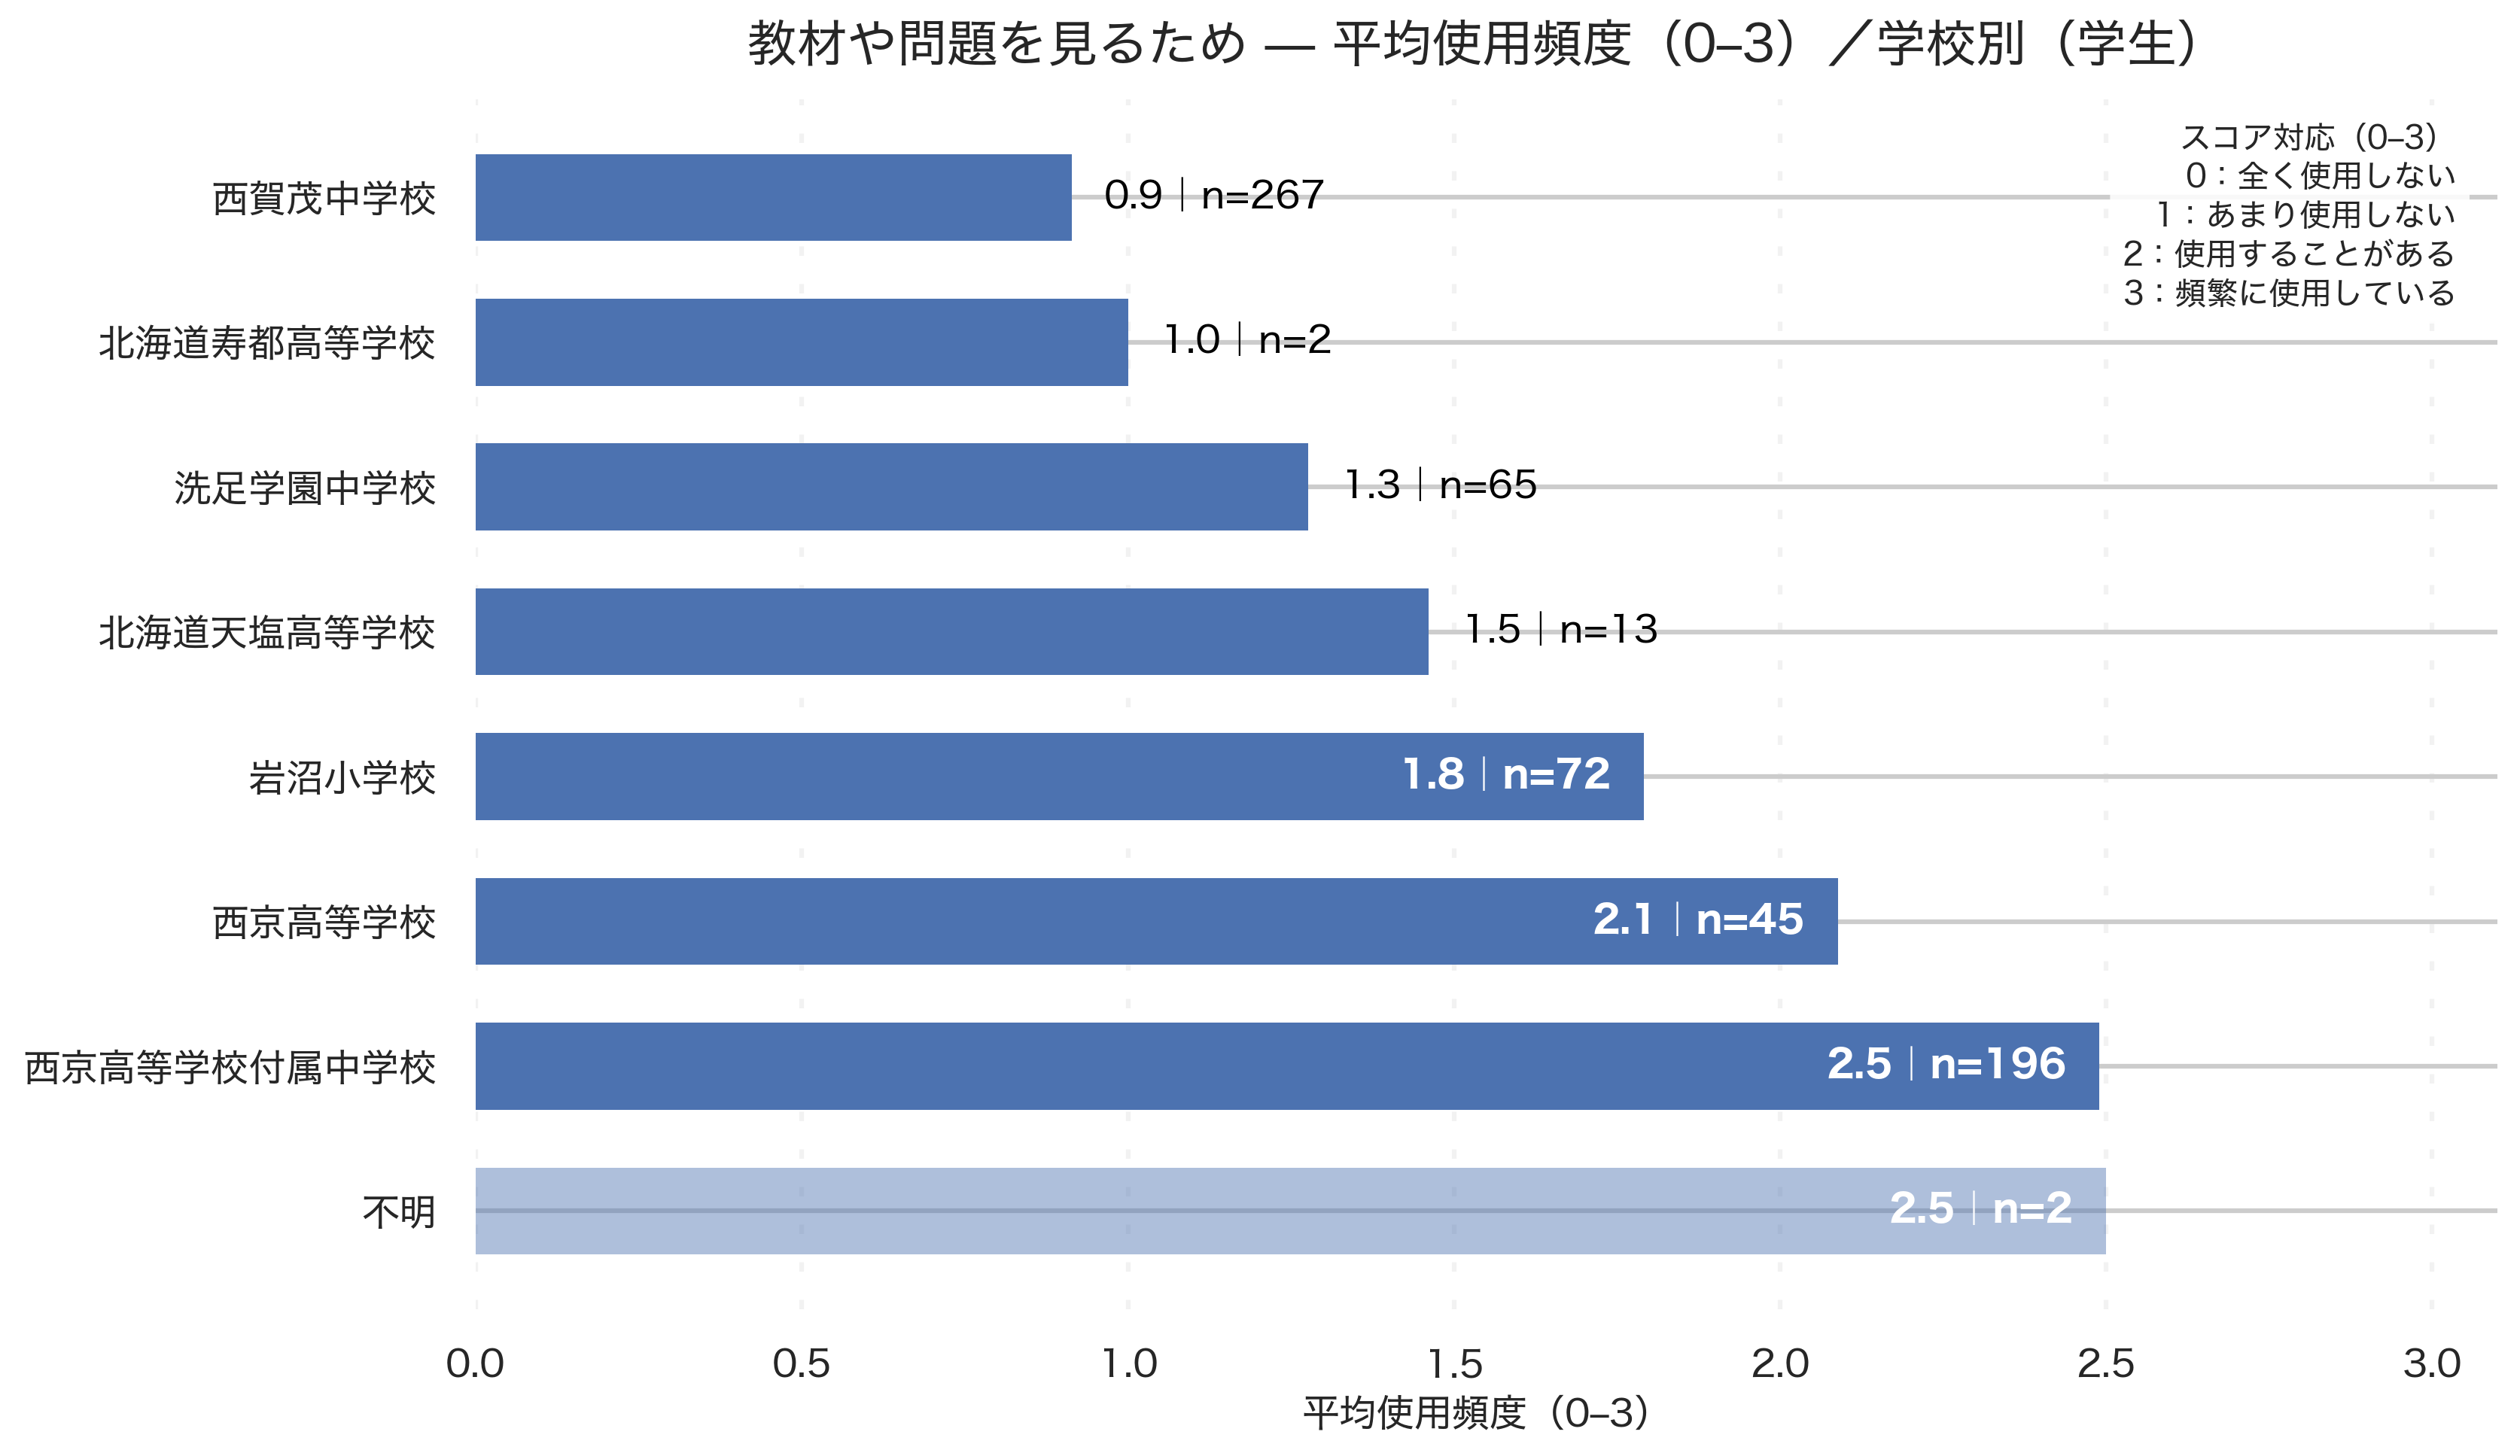 教材や問題を見るため — 平均使用頻度（0–3）／学校別（学生）
スコア対応（0–3）
0：全く使用しない
1：あまり使用しない
2：使用することがある
3：頻繁に使用している
西賀茂中学校 0.9｜n=267
北海道寿都高等学校 1.0｜n=2
洗足学園中学校 1.3｜n=65
北海道天塩高等学校 1.5｜n=13
岩沼小学校 1.8｜n=72
西京高等学校 2.1｜n=45
西京高等学校付属中学校 2.5｜n=196
不明 2.5｜n=2
0.0 0.5 1.0 1.5 2.0 2.5 3.0
平均使用頻度（0–3）